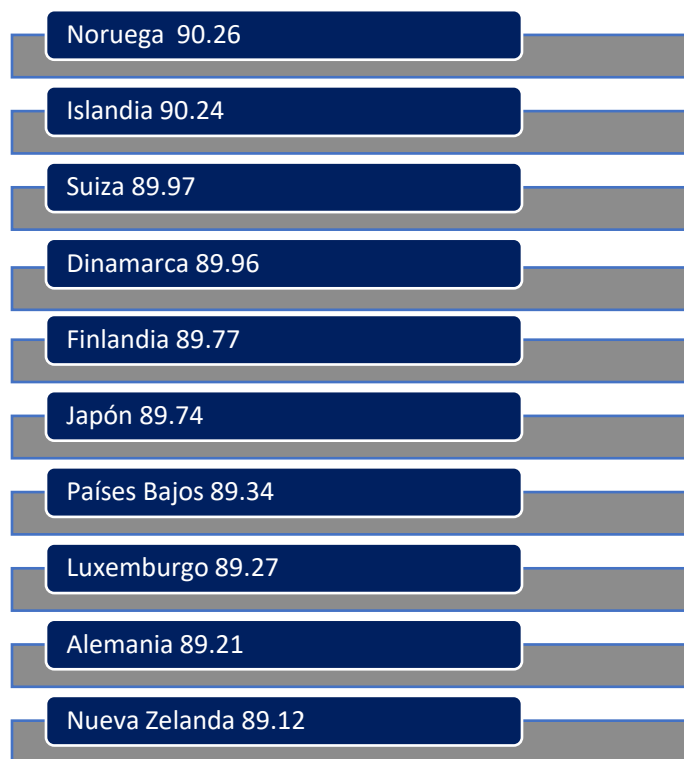 Noruega 90.26
Islandia 90.24
Suiza 89.97
Dinamarca 89.96
Finlandia 89.77
Japón 89.74
Países Bajos 89.34
Luxemburgo 89.27
Alemania 89.21
Nueva Zelanda 89.12